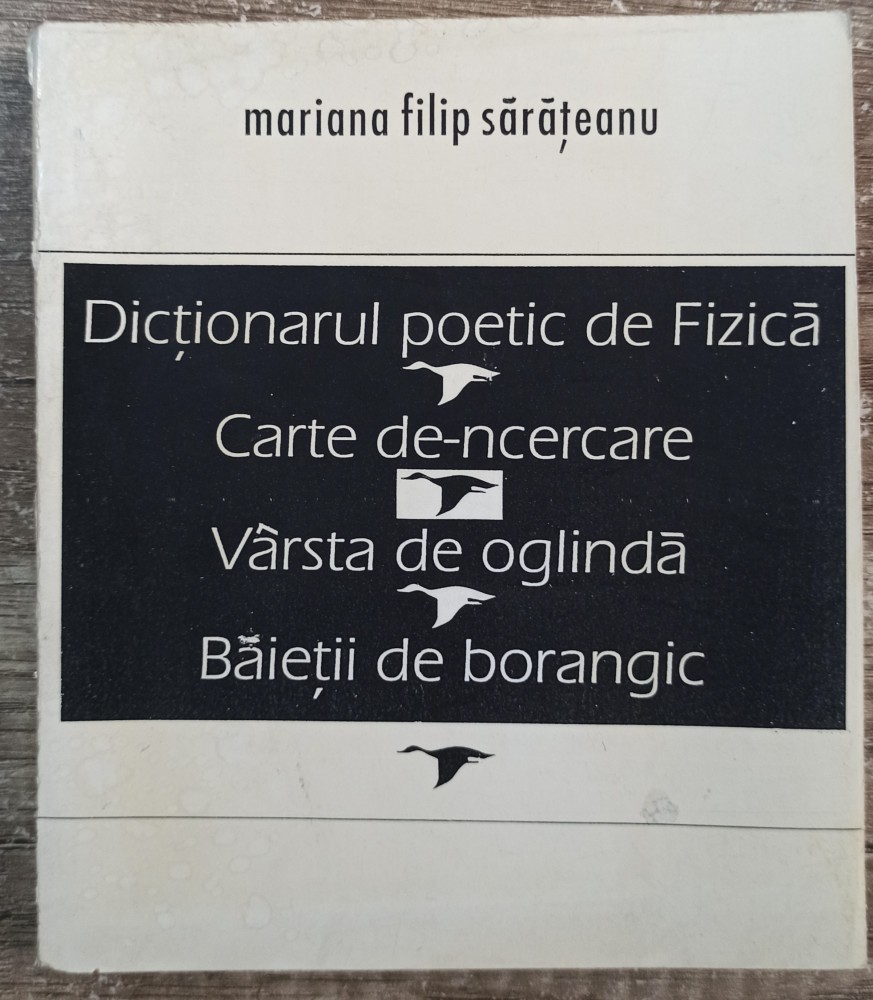 mariana filip sărățeanu
Dicționarul poetic de Fizică
Carte de-ncercare
Vârsta de oglindă
Băieții de borangic